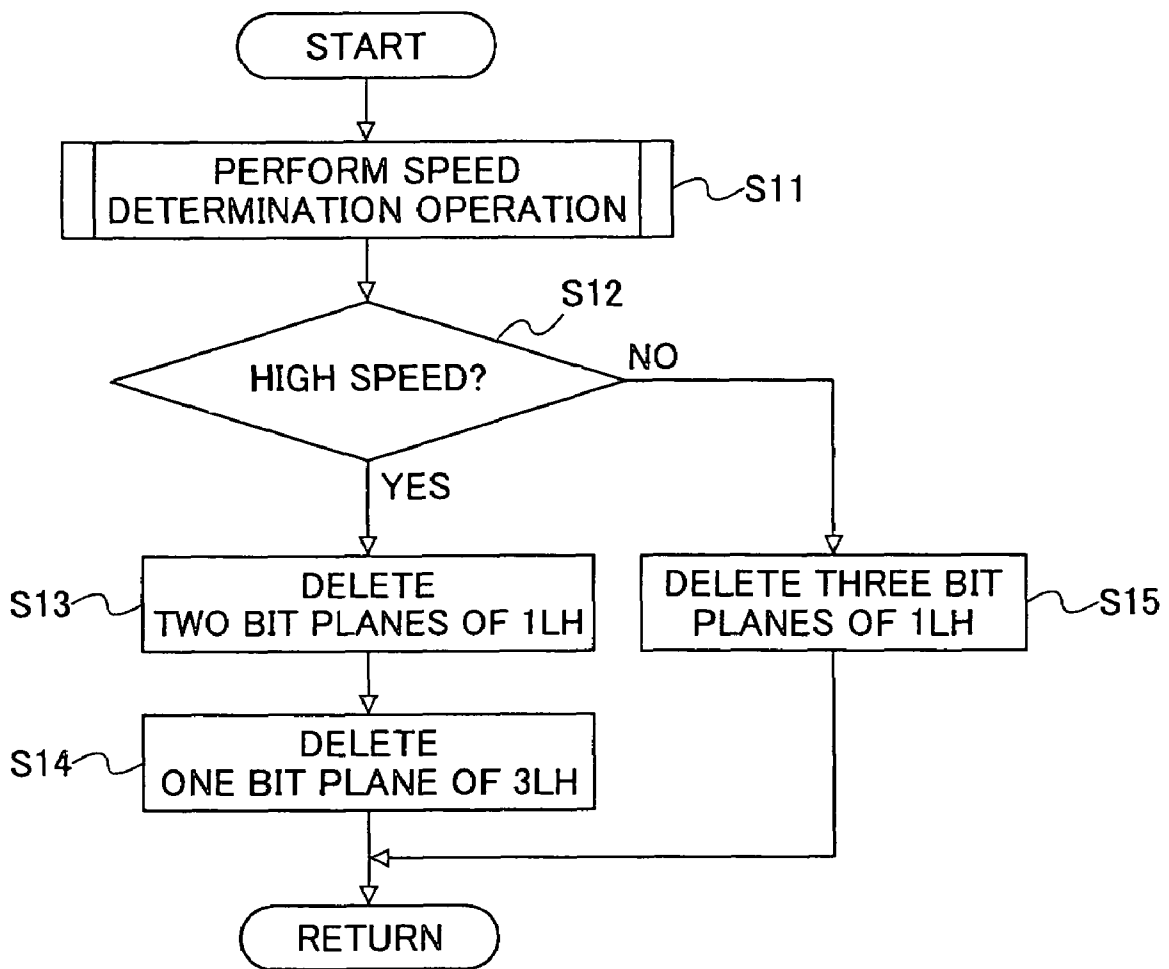 START
PERFORM SPEED
DETERMINATION OPERATION
S11
S12
HIGH SPEED?
NO
YES
S13
DELETE
TWO BIT PLANES OF 1LH
DELETE THREE BIT
PLANES OF 1LH
S15
S14
DELETE
ONE BIT PLANE OF 3LH
RETURN